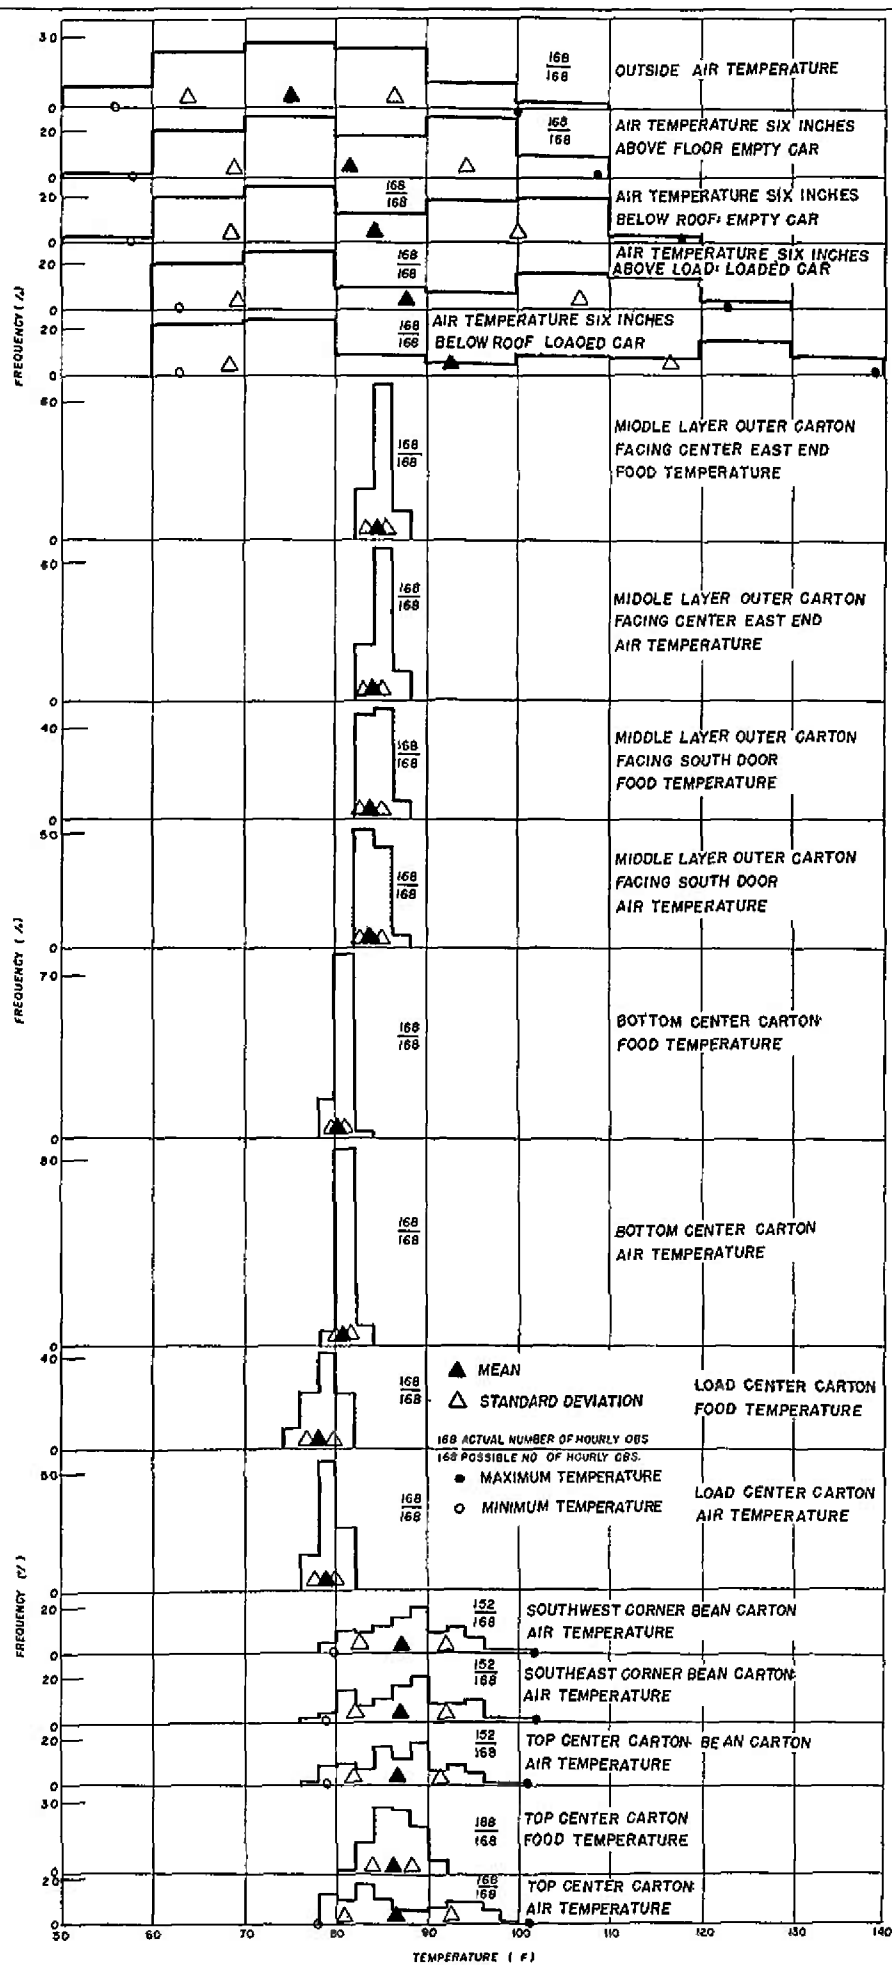 30
168
168
OUTSIDE AIR TEMPERATURE
0
20
168
168
AIR TEMPERATURE SIX INCHES
ABOVE FLOOR EMPTY CAR
0
20
168
168
AIR TEMPERATURE SIX INCHES
BELOW ROOF: EMPTY CAR
0
20
168
168
AIR TEMPERATURE SIX INCHES
ABOVE LOAD: LOADED CAR
0
FREQUENCY (%)
20
168
168
AIR TEMPERATURE SIX INCHES
BELOW ROOF LOADED CAR
0
60
168
168
MIDDLE LAYER OUTER CARTON
FACING CENTER EAST END
FOOD TEMPERATURE
0
60
168
168
MIDDLE LAYER OUTER CARTON
FACING CENTER EAST END
AIR TEMPERATURE
0
40
168
168
MIDDLE LAYER OUTER CARTON
FACING SOUTH DOOR
FOOD TEMPERATURE
0
50
168
168
MIDDLE LAYER OUTER CARTON
FACING SOUTH DOOR
AIR TEMPERATURE
0
FREQUENCY (%)
70
168
168
BOTTOM CENTER CARTON
FOOD TEMPERATURE
0
80
168
168
BOTTOM CENTER CARTON
AIR TEMPERATURE
0
40
168
168
MEAN
STANDARD DEVIATION
LOAD CENTER CARTON
FOOD TEMPERATURE
0
168 ACTUAL NUMBER OF HOURLY OBS
168 POSSIBLE NO OF HOURLY OBS.
MAXIMUM TEMPERATURE
MINIMUM TEMPERATURE
50
168
168
LOAD CENTER CARTON
AIR TEMPERATURE
0
FREQUENCY (%)
20
152
168
SOUTHWEST CORNER BEAN CARTON
AIR TEMPERATURE
0
20
152
168
SOUTHEAST CORNER BEAN CARTON
AIR TEMPERATURE
0
20
152
168
TOP CENTER CARTON BEAN CARTON
AIR TEMPERATURE
0
30
168
168
TOP CENTER CARTON
FOOD TEMPERATURE
0
20
168
168
TOP CENTER CARTON
AIR TEMPERATURE
0
50 60 70 80 90 100 110 120 130 140
TEMPERATURE ( F)